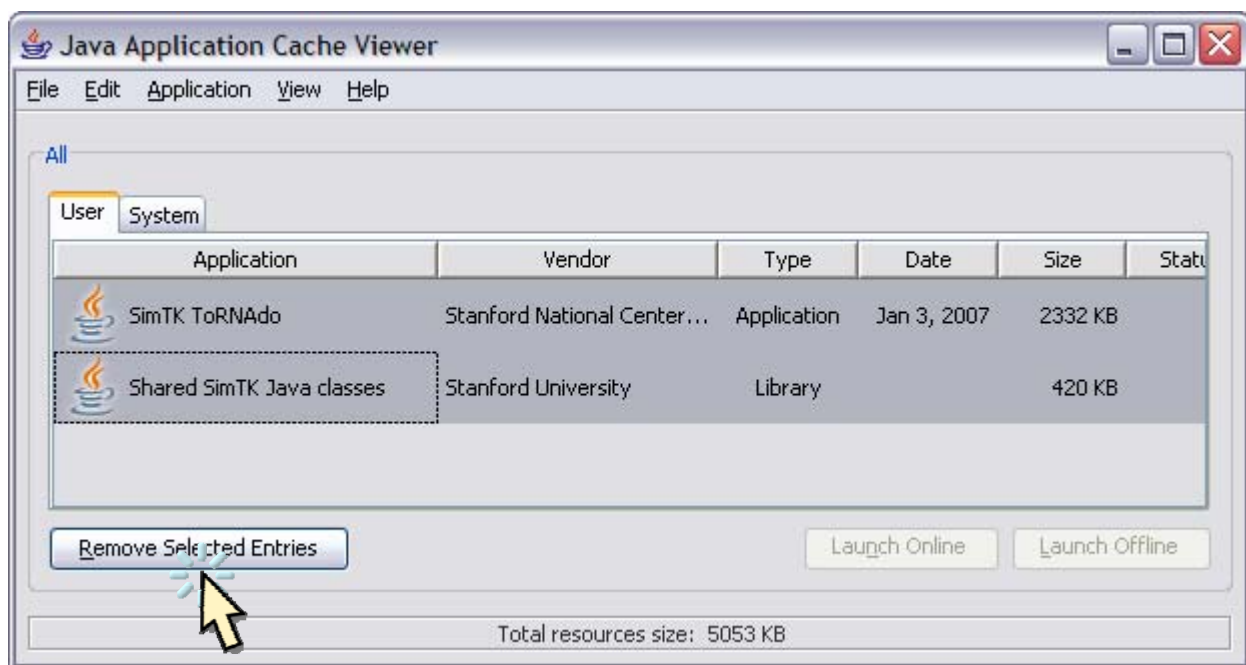 Java Application Cache Viewer
File Edit Application View Help
All
User System
Application Vendor Type Date Size Statu
SimTK ToRNAdo Stanford National Center... Application Jan 3, 2007 2332 KB
Shared SimTK Java classes Stanford University Library 420 KB
Remove Selected Entries Launch Online Launch Offline
Total resources size: 5053 KB